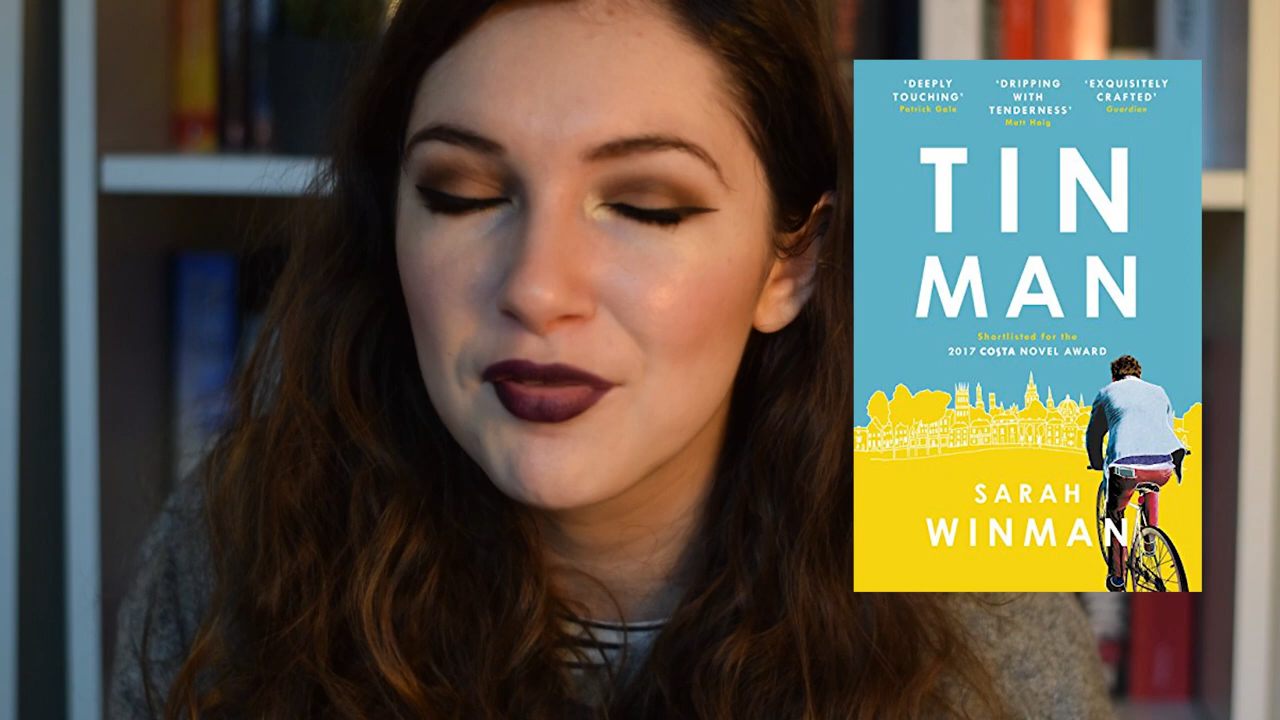 'DEEPLY
TOUCHING'
Patrick Gale
'DRIPPING
WITH
TENDERNESS'
Matt Haig
'EXQUISITELY
CRAFTED'
Guardian
TIN
MAN
Shortlisted for the
2017 COSTA NOVEL AWARD
SARAH
WINMAN